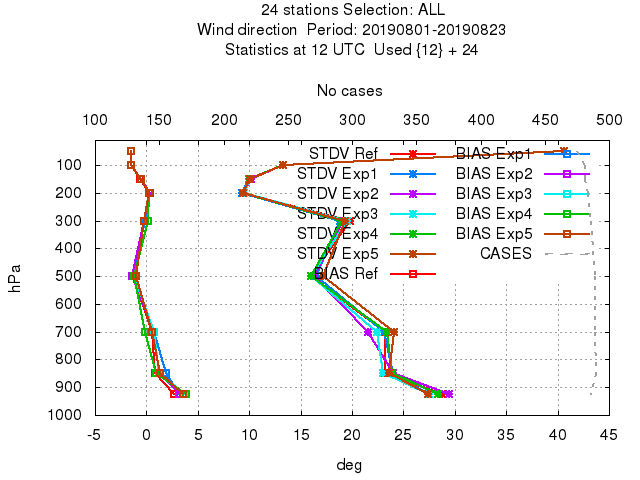 24 stations Selection: ALL
Wind direction  Period: 20190801-20190823
Statistics at 12 UTC  Used {12} + 24
No cases
100 150 200 250 300 350 400 450 500
STDV Ref BIAS Exp1
STDV Exp1 BIAS Exp2
STDV Exp2 BIAS Exp3
STDV Exp3 BIAS Exp4
STDV Exp4 BIAS Exp5
STDV Exp5 CASES
BIAS Ref
hPa
100
200
300
400
500
600
700
800
900
1000
-5 0 5 10 15 20 25 30 35 40 45
deg